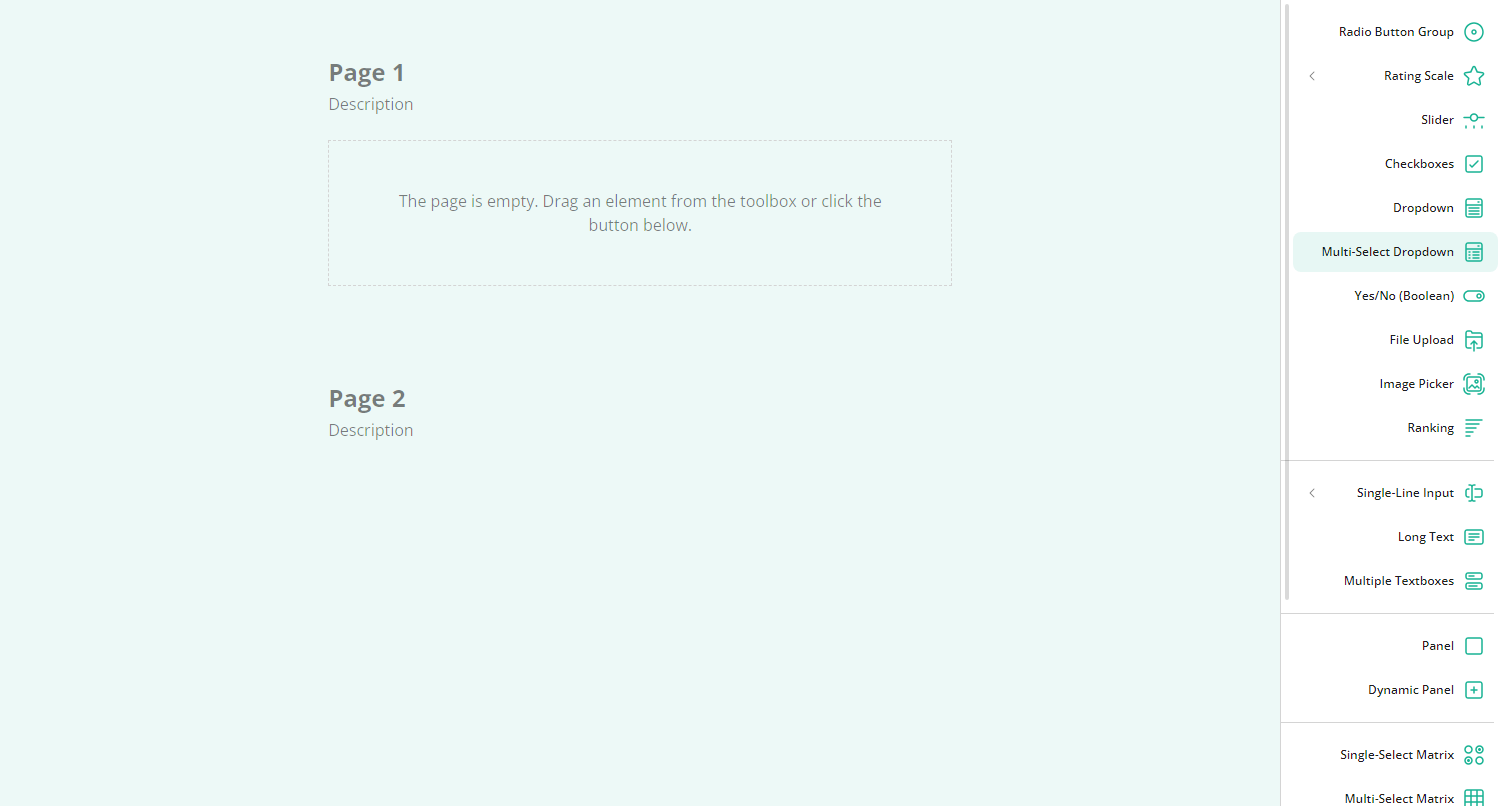 Page 1
Description
The page is empty. Drag an element from the toolbox or click the
button below.
Page 2
Description
Radio Button Group
Rating Scale
Slider
Checkboxes
Dropdown
Multi-Select Dropdown
Yes/No (Boolean)
File Upload
Image Picker
Ranking
Single-Line Input
Long Text
Multiple Textboxes
Panel
Dynamic Panel
Single-Select Matrix
Multi-Select Matrix